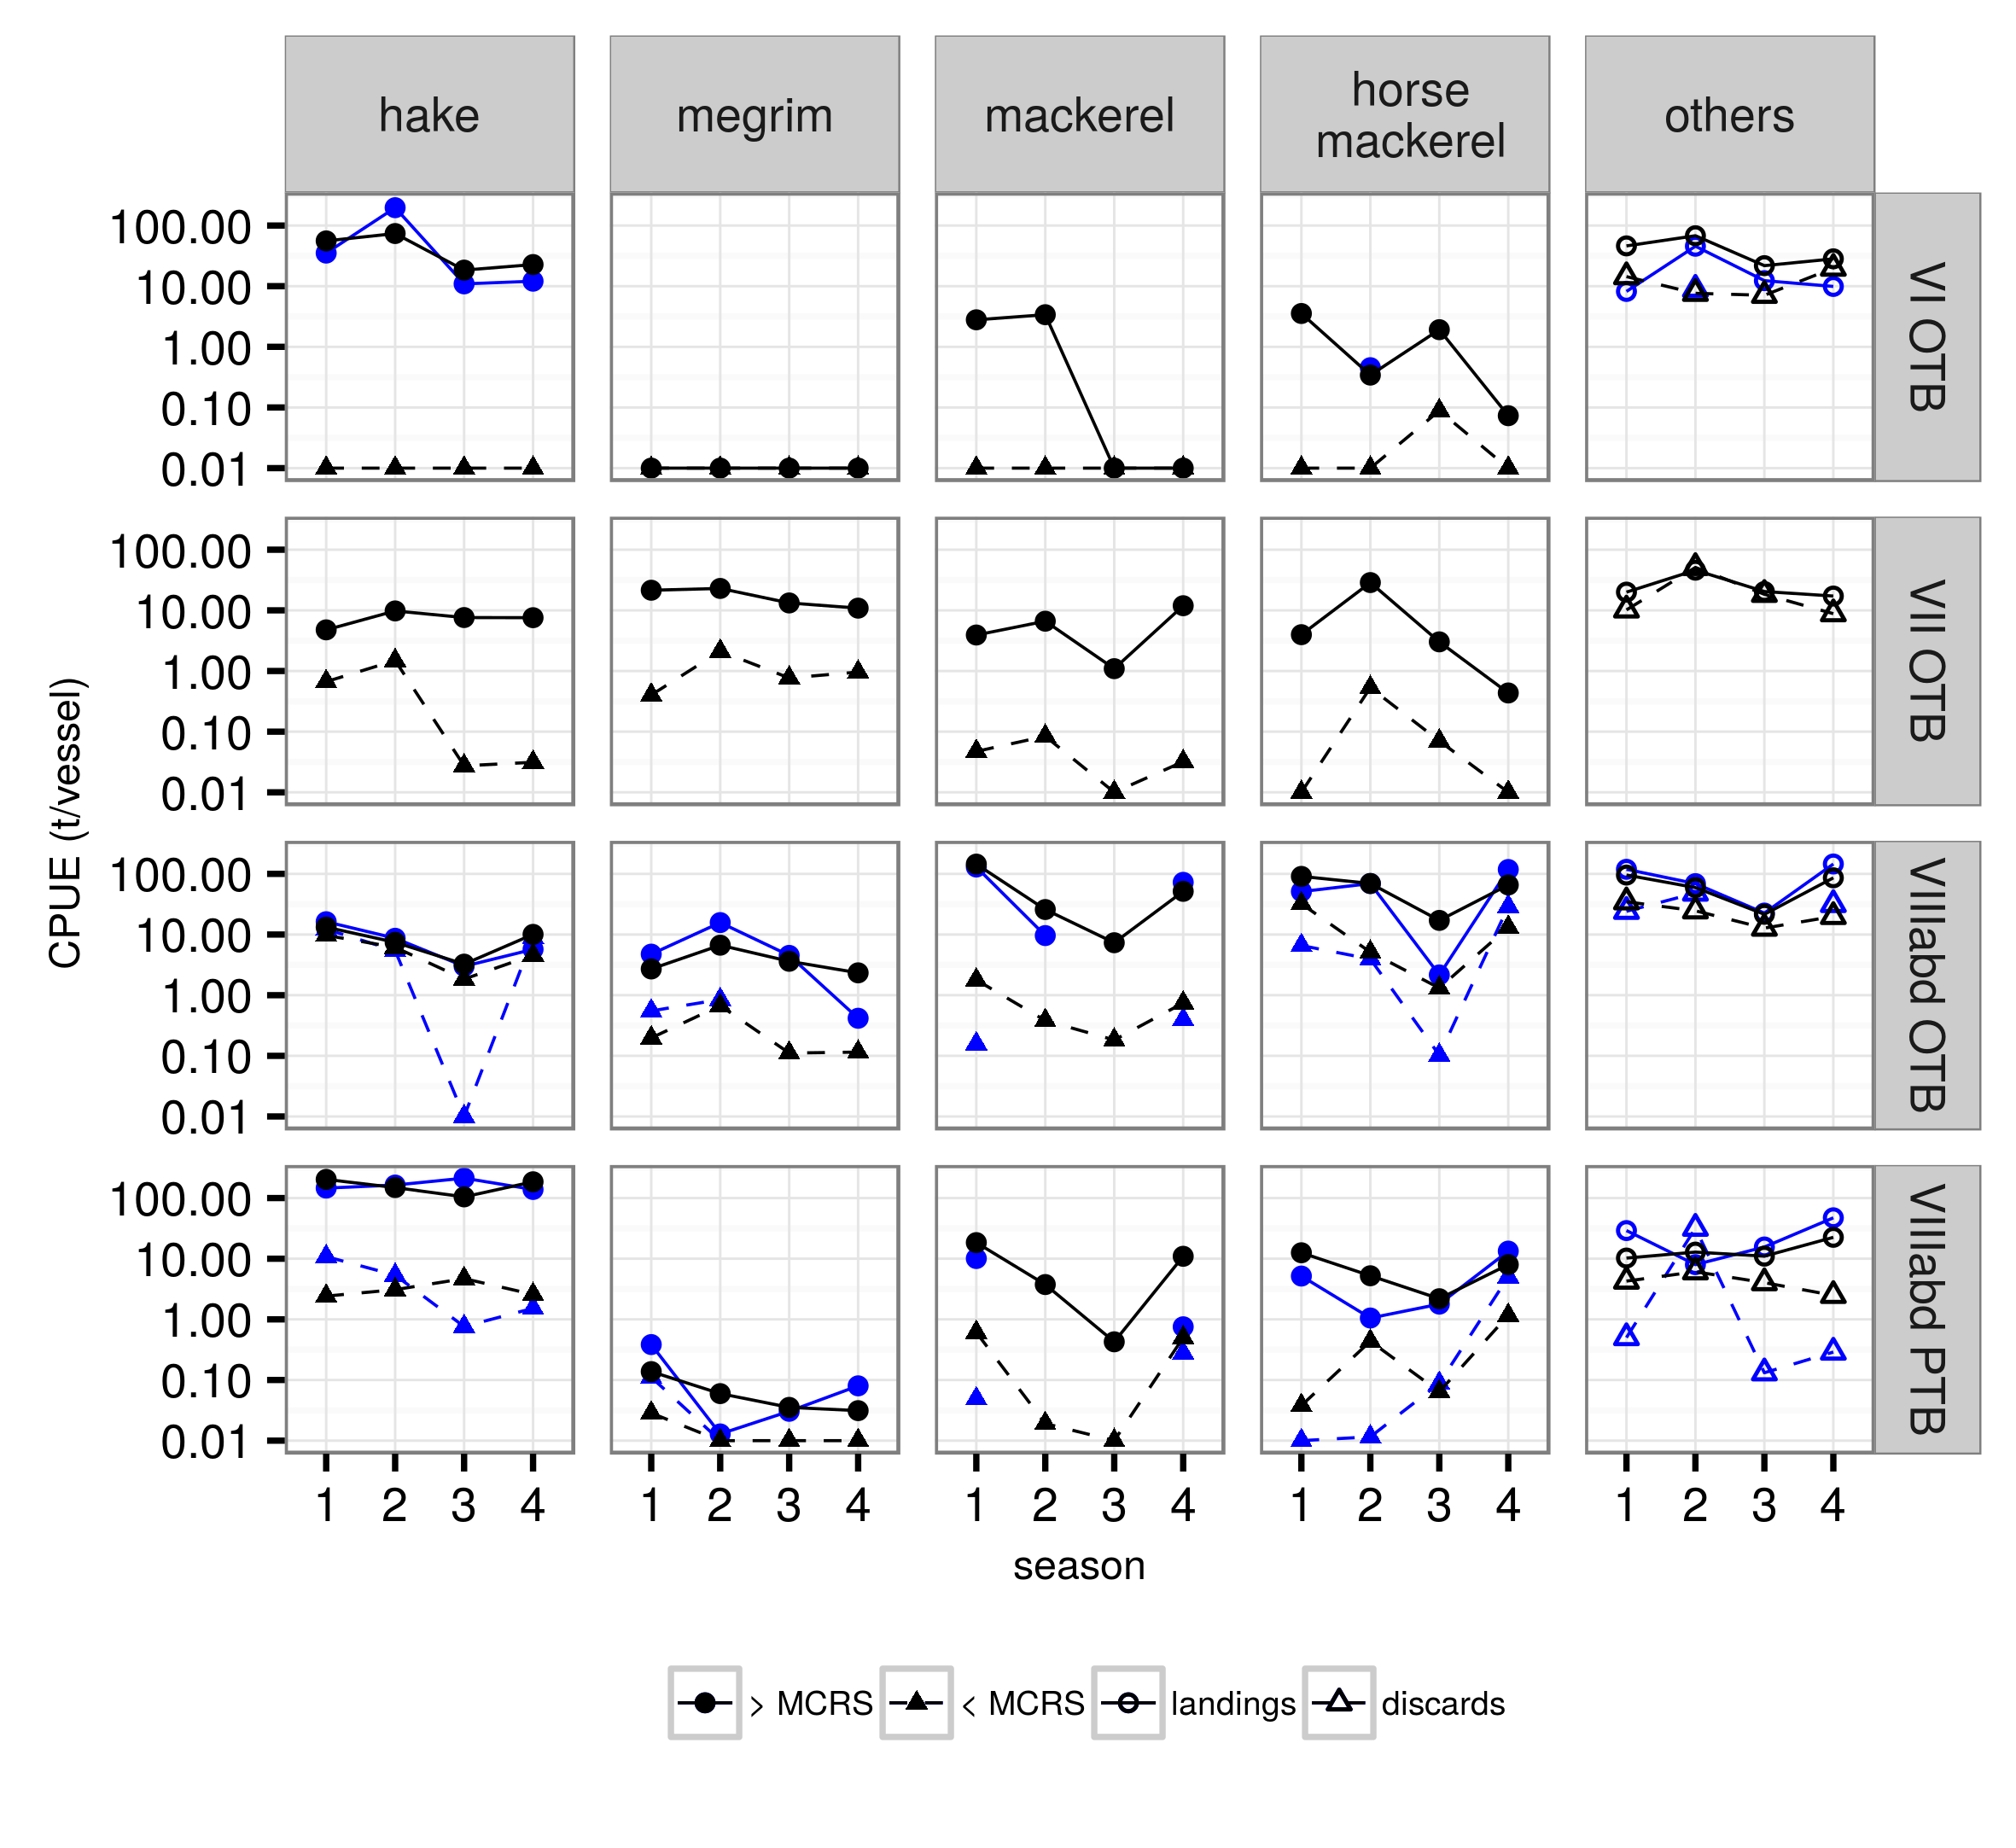 hake
megrim
mackerel
horse
mackerel
others
100.00
10.00
1.00
0.10
0.01
VI OTB
100.00
10.00
1.00
0.10
0.01
VII OTB
CPUE (t/vessel)
100.00
10.00
1.00
0.10
0.01
VIIIabd OTB
100.00
10.00
1.00
0.10
0.01
VIIIabd PTB
1 2 3 4 1 2 3 4 1 2 3 4 1 2 3 4 1 2 3 4
season
> MCRS < MCRS landings discards